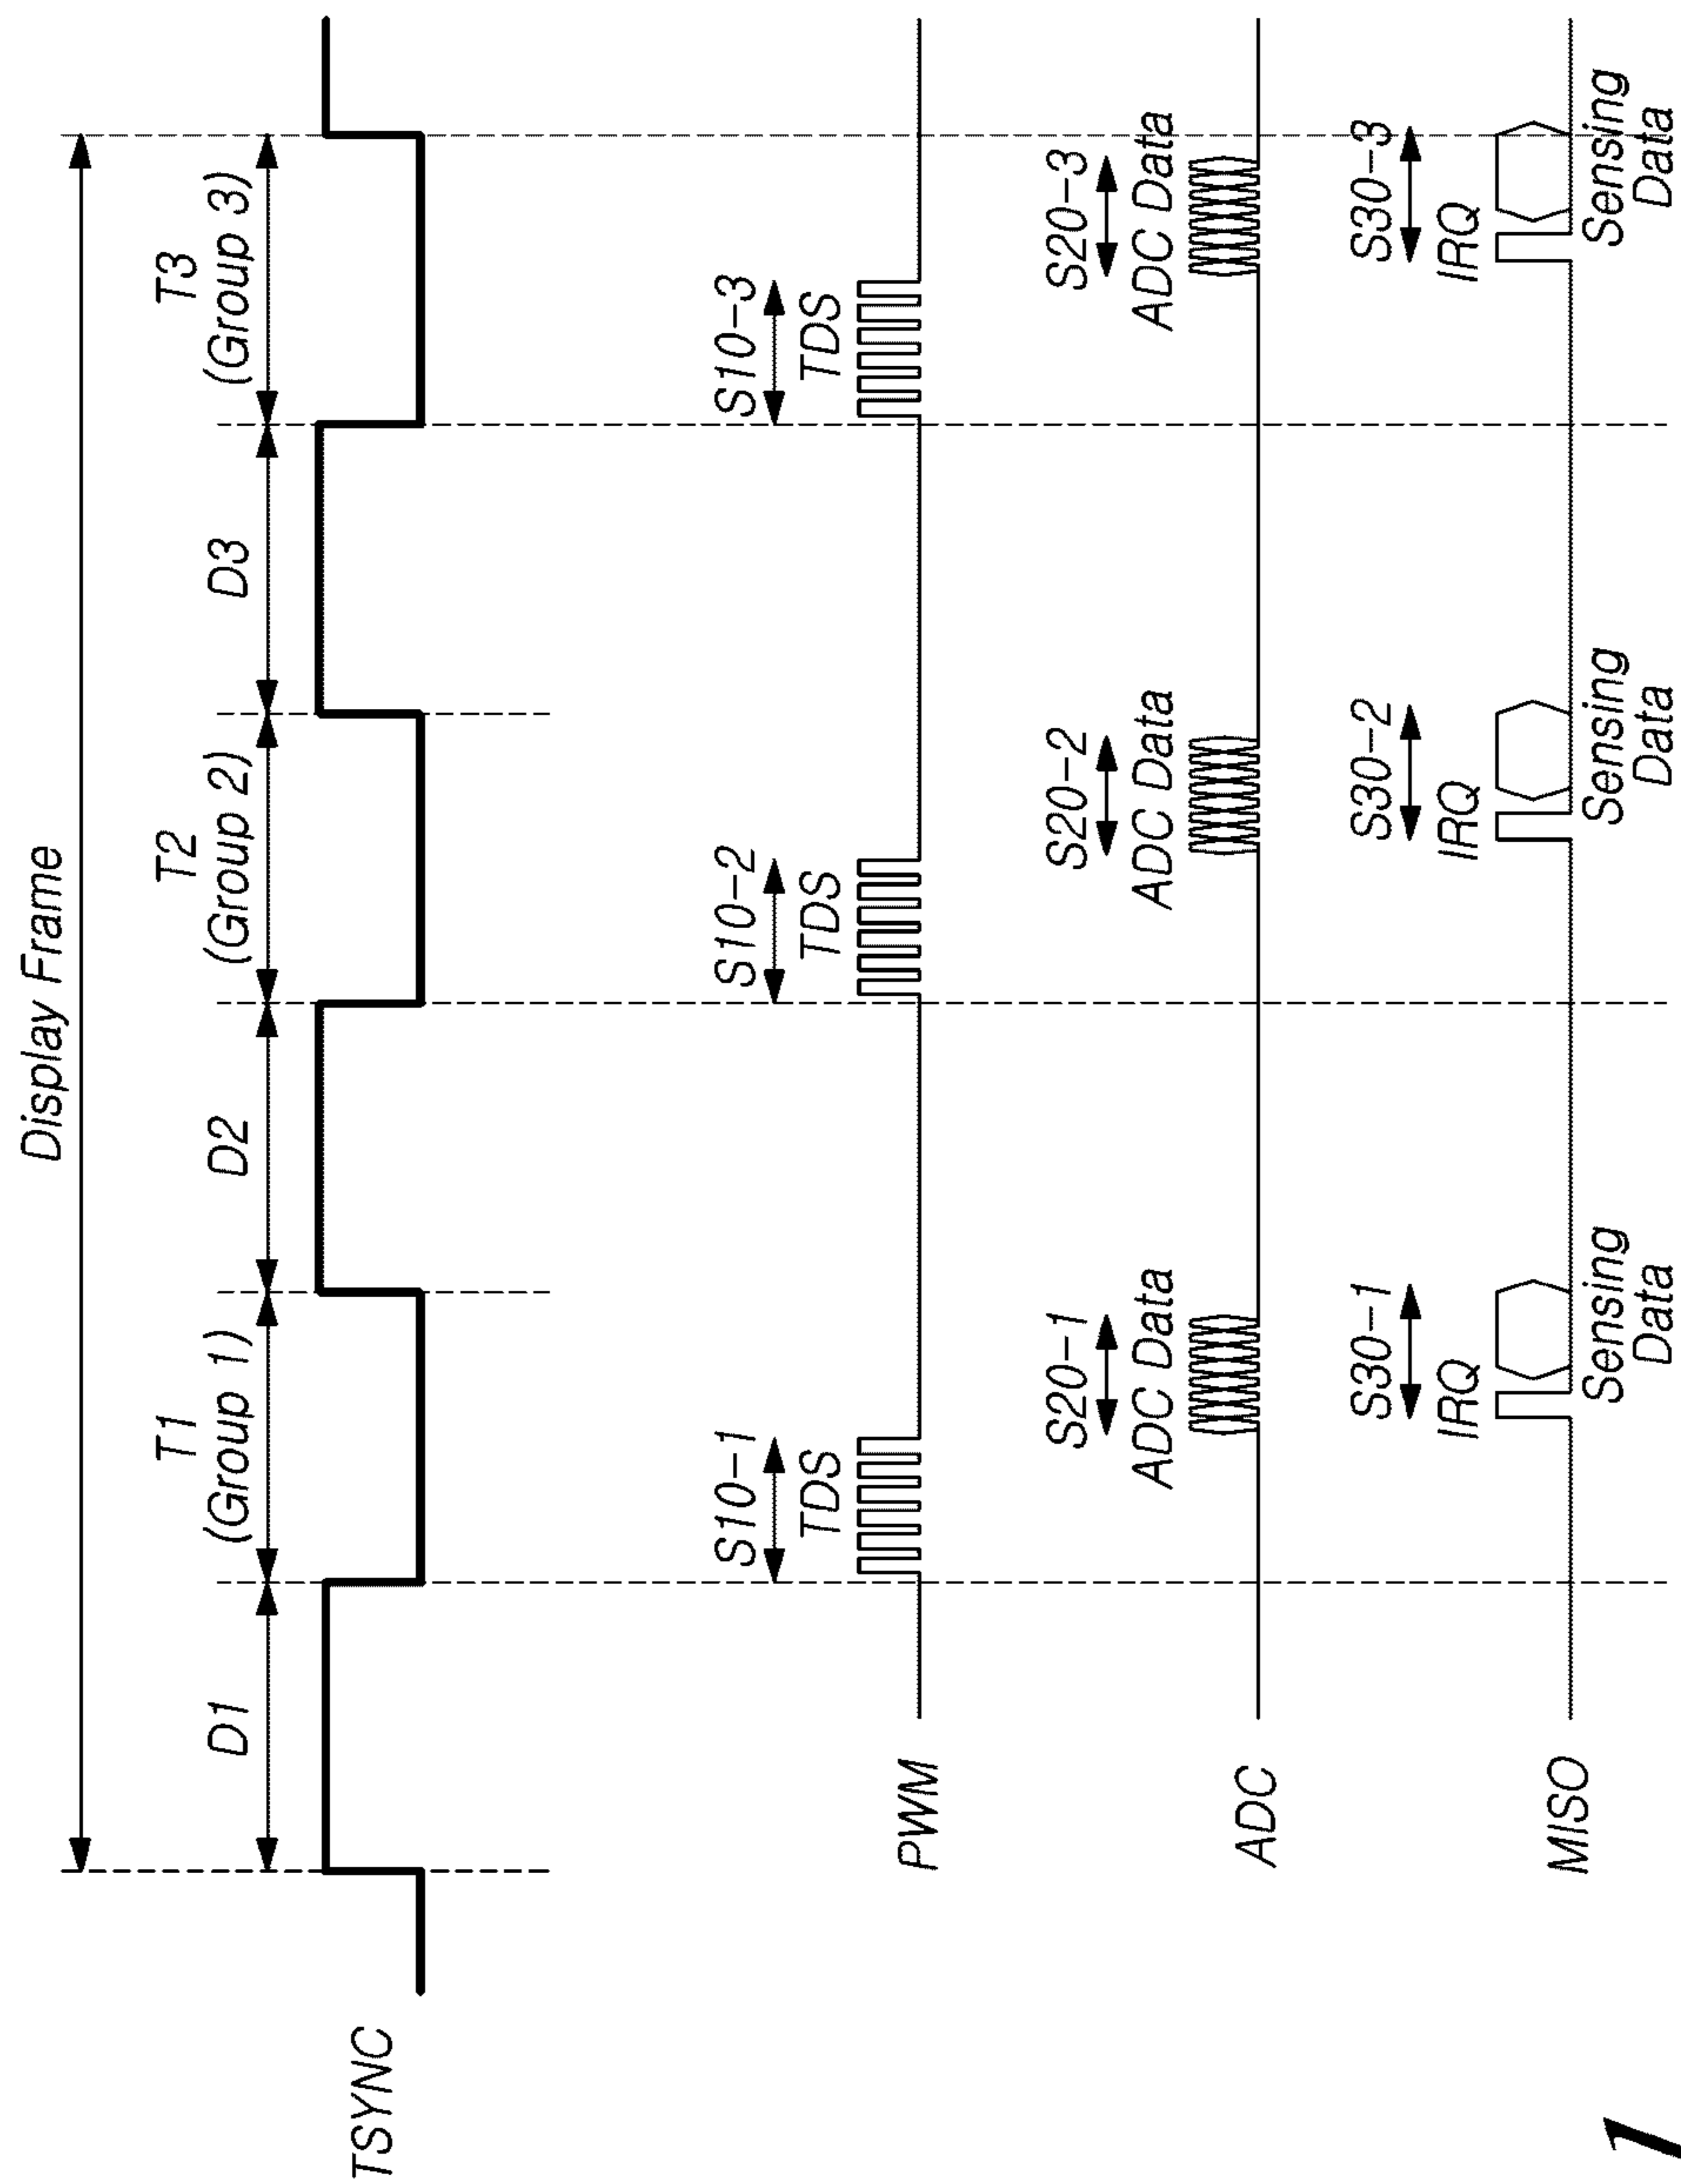 Display Frame
D1
T1
(Group 1)
D2
T2
(Group 2)
D3
T3
(Group 3)
TSYNC
S10-1
TDS
S10-2
TDS
S10-3
TDS
PWM
S20-1
ADC Data
S20-2
ADC Data
S20-3
ADC Data
ADC
S30-1
IRQ
S30-2
IRQ
S30-3
IRQ
MISO
Sensing
Data
Sensing
Data
Sensing
Data